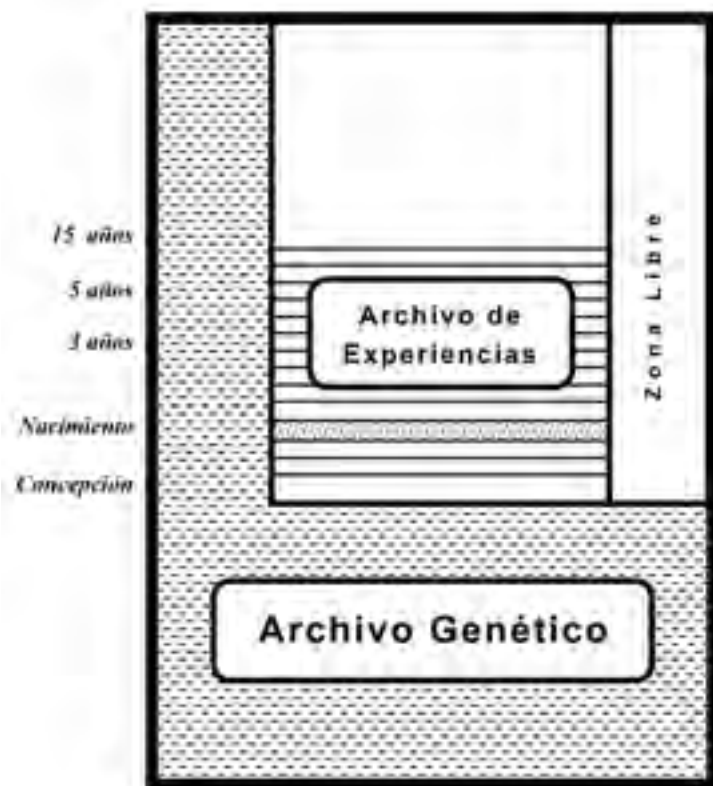 15 años
5 años
3 años
Nacimiento
Concepción
Archivo de
Experiencias
Zona Libre
Archivo Genético